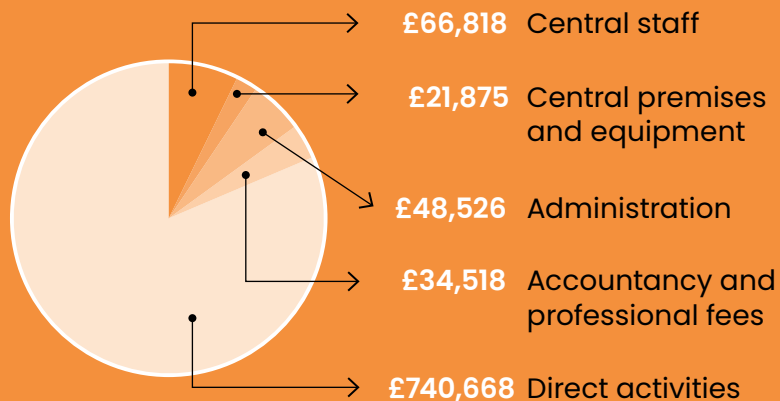 £66,818 Central staff
£21,875 Central premises
and equipment
£48,526 Administration
£34,518 Accountancy and
professional fees
£740,668 Direct activities